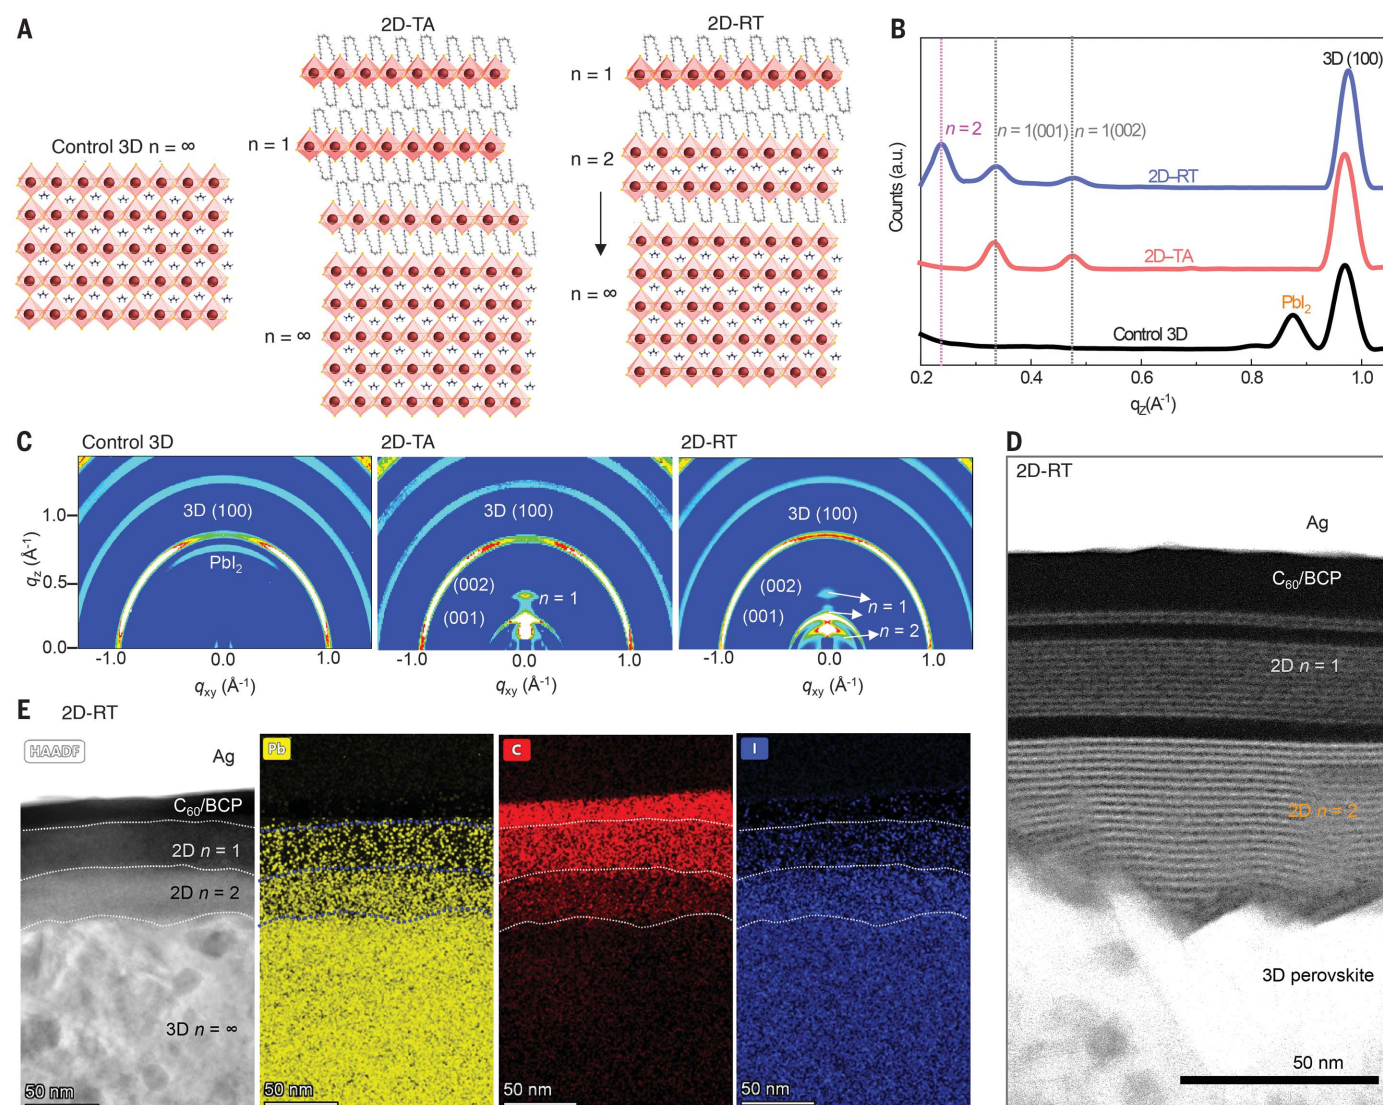 A
2D-TA
2D-RT
Control 3D n = ∞
n = 1
n = ∞
n = 1
n = 2
n = ∞
B
3D (100)
n = 2
n = 1(001)
n = 1(002)
2D–RT
2D–TA
PbI₂
Control 3D
Counts (a.u.)
0.2 0.4 0.6 0.8 1.0
qZ(A⁻¹)
C
Control 3D
2D-TA
2D-RT
1.0
0.5
0.0
qz (Å⁻¹)
3D (100)
PbI₂
-1.0 0.0 1.0
qxy (Å⁻¹)
3D (100)
(002)
(001)
n = 1
-1.0 0.0 1.0
qxy (Å⁻¹)
3D (100)
(002)
(001)
n = 1
n = 2
-1.0 0.0 1.0
qxy (Å⁻¹)
D
2D-RT
Ag
C₆₀/BCP
2D n = 1
2D n = 2
3D perovskite
50 nm
E
2D-RT
HAADF
Ag
C₆₀/BCP
2D n = 1
2D n = 2
3D n = ∞
50 nm
Pb
50 nm
C
50 nm
I
50 nm